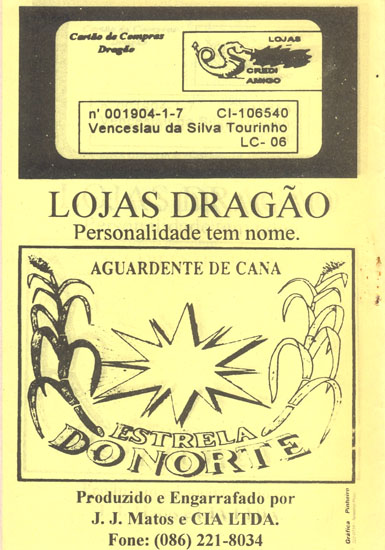 Cartão de Compras
Dragão
LOJAS
CREDI
AMIGO
n' 001904-1-7 CI-106540
Venceslau da Silva Tourinho
LC- 06
LOJAS DRAGÃO
Personalidade tem nome.
AGUARDENTE DE CANA
ESTRELA
DO NORTE
Produzido e Engarrafado por
J. J. Matos e CIA LTDA.
Fone: (086) 221-8034
Gráfica Pinheiro